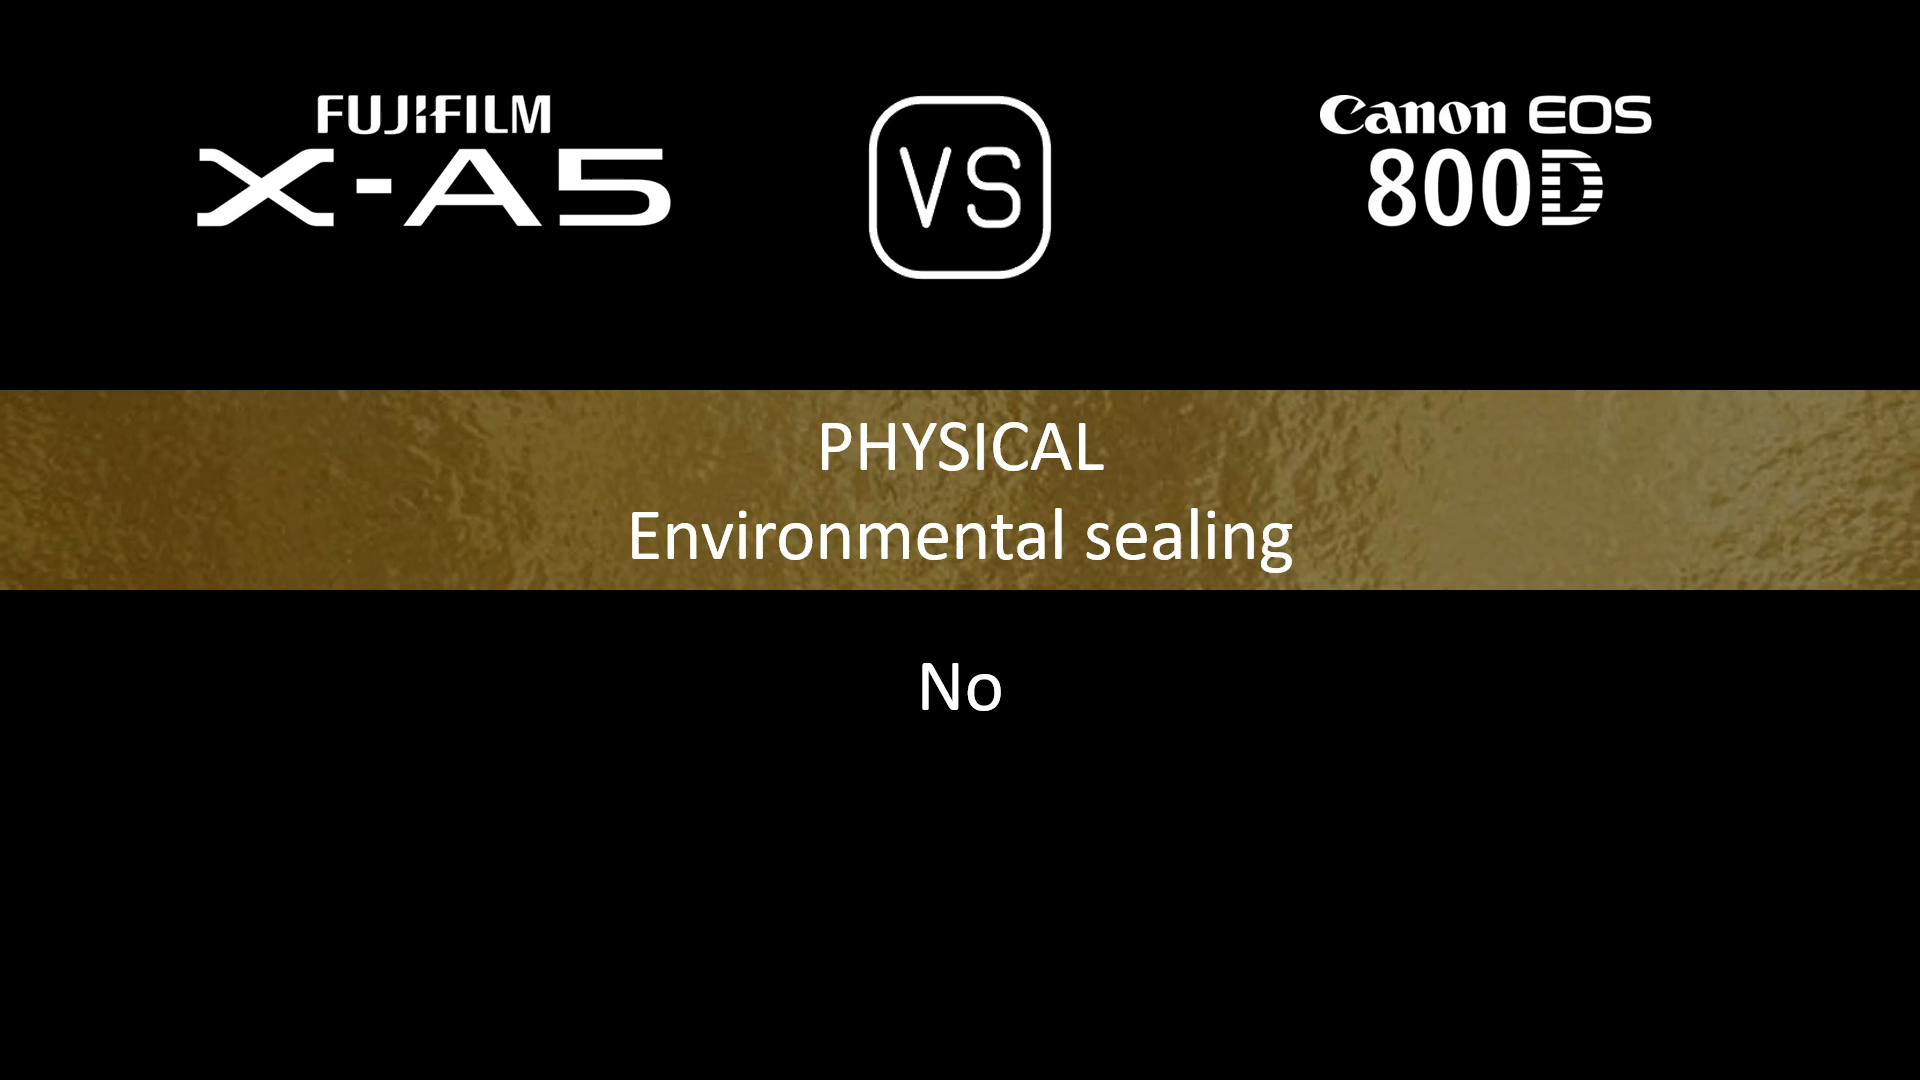 FUJIFILM
X-A5
VS
Canon EOS
800D
PHYSICAL
Environmental sealing
No